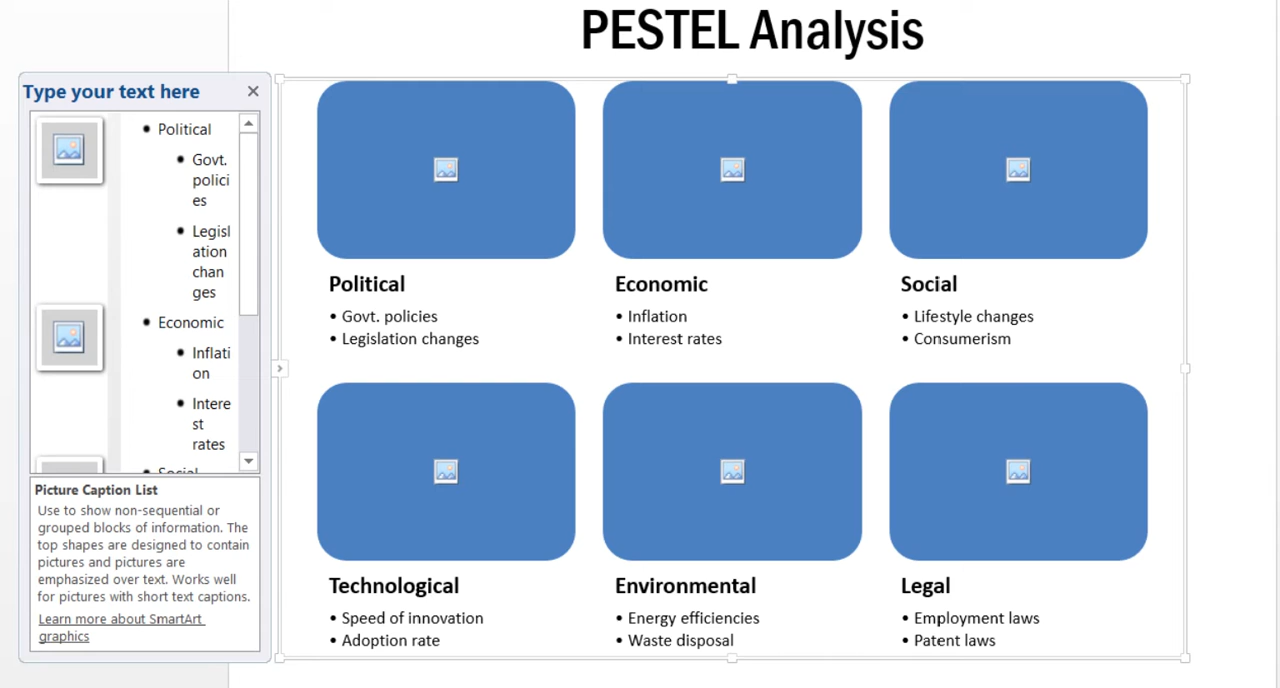 PESTEL Analysis
Type your text here
• Political
• Govt.
polici
es
• Legisl
ation
chan
ges
• Economic
• Inflati
on
• Intere
st
rates
• Social
Picture Caption List
Use to show non-sequential or
grouped blocks of information. The
top shapes are designed to contain
pictures and pictures are
emphasized over text. Works well
for pictures with short text captions.
Learn more about SmartArt
graphics
Political
• Govt. policies
• Legislation changes
Economic
• Inflation
• Interest rates
Social
• Lifestyle changes
• Consumerism
Technological
• Speed of innovation
• Adoption rate
Environmental
• Energy efficiencies
• Waste disposal
Legal
• Employment laws
• Patent laws